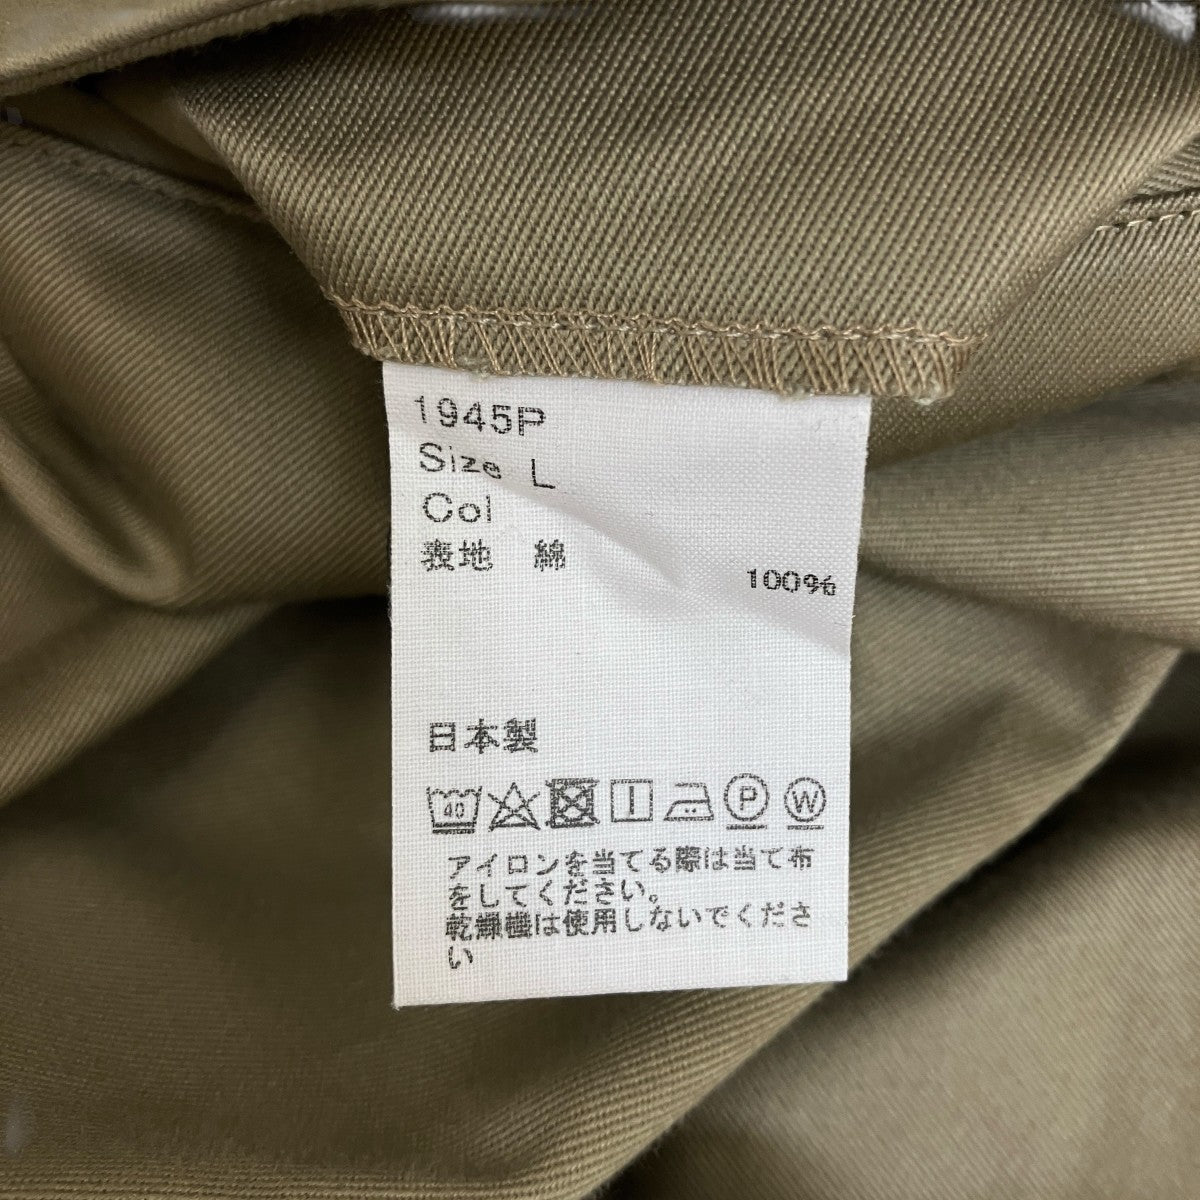 1945P
Size L
Col
表地 綿 100%
日本製
40 P W
アイロンを当てる際は当て布
をしてください。
乾燥機は使用しないでくださ
い